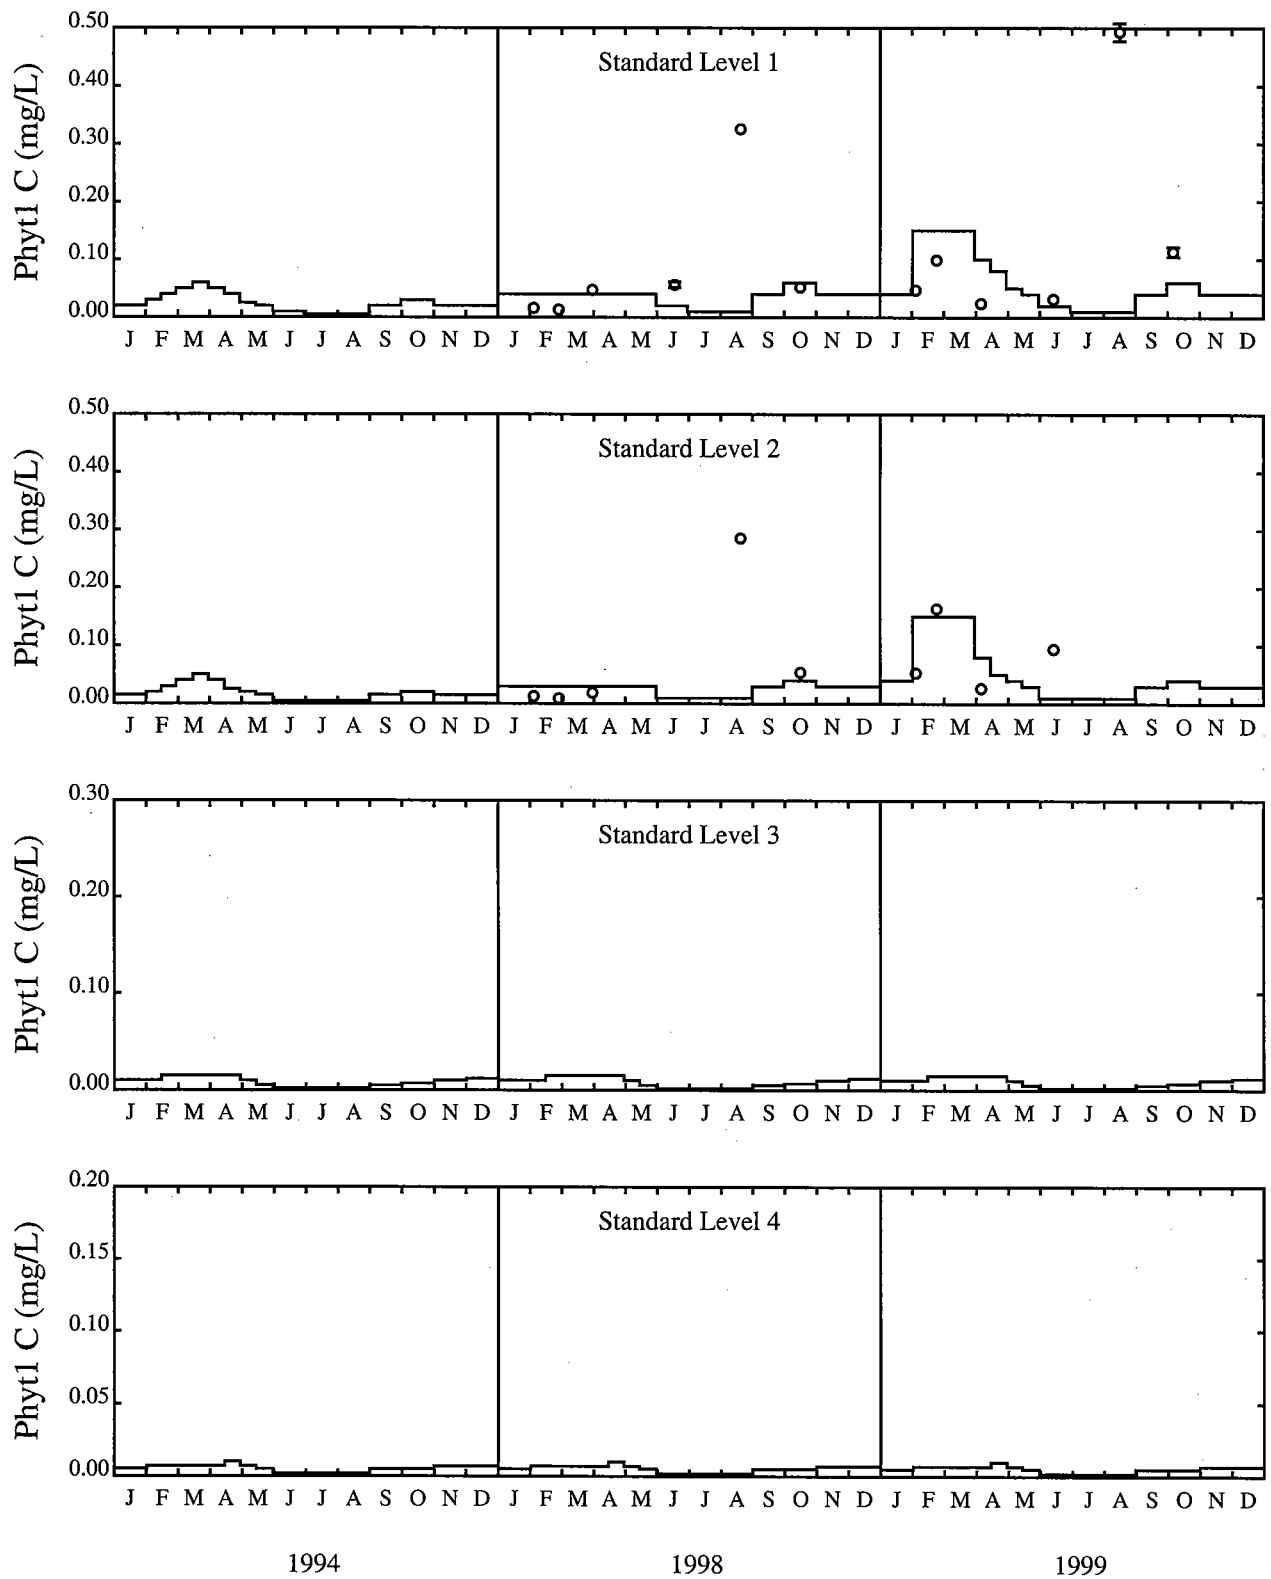 Phyt1 C (mg/L)
0.50
0.40
0.30
0.20
0.10
0.00
Standard Level 1
J F M A M J J A S O N D J F M A M J J A S O N D J F M A M J J A S O N D
Phyt1 C (mg/L)
0.50
0.40
0.30
0.20
0.10
0.00
Standard Level 2
J F M A M J J A S O N D J F M A M J J A S O N D J F M A M J J A S O N D
Phyt1 C (mg/L)
0.30
0.20
0.10
0.00
Standard Level 3
J F M A M J J A S O N D J F M A M J J A S O N D J F M A M J J A S O N D
Phyt1 C (mg/L)
0.20
0.15
0.10
0.05
0.00
Standard Level 4
J F M A M J J A S O N D J F M A M J J A S O N D J F M A M J J A S O N D
1994 1998 1999